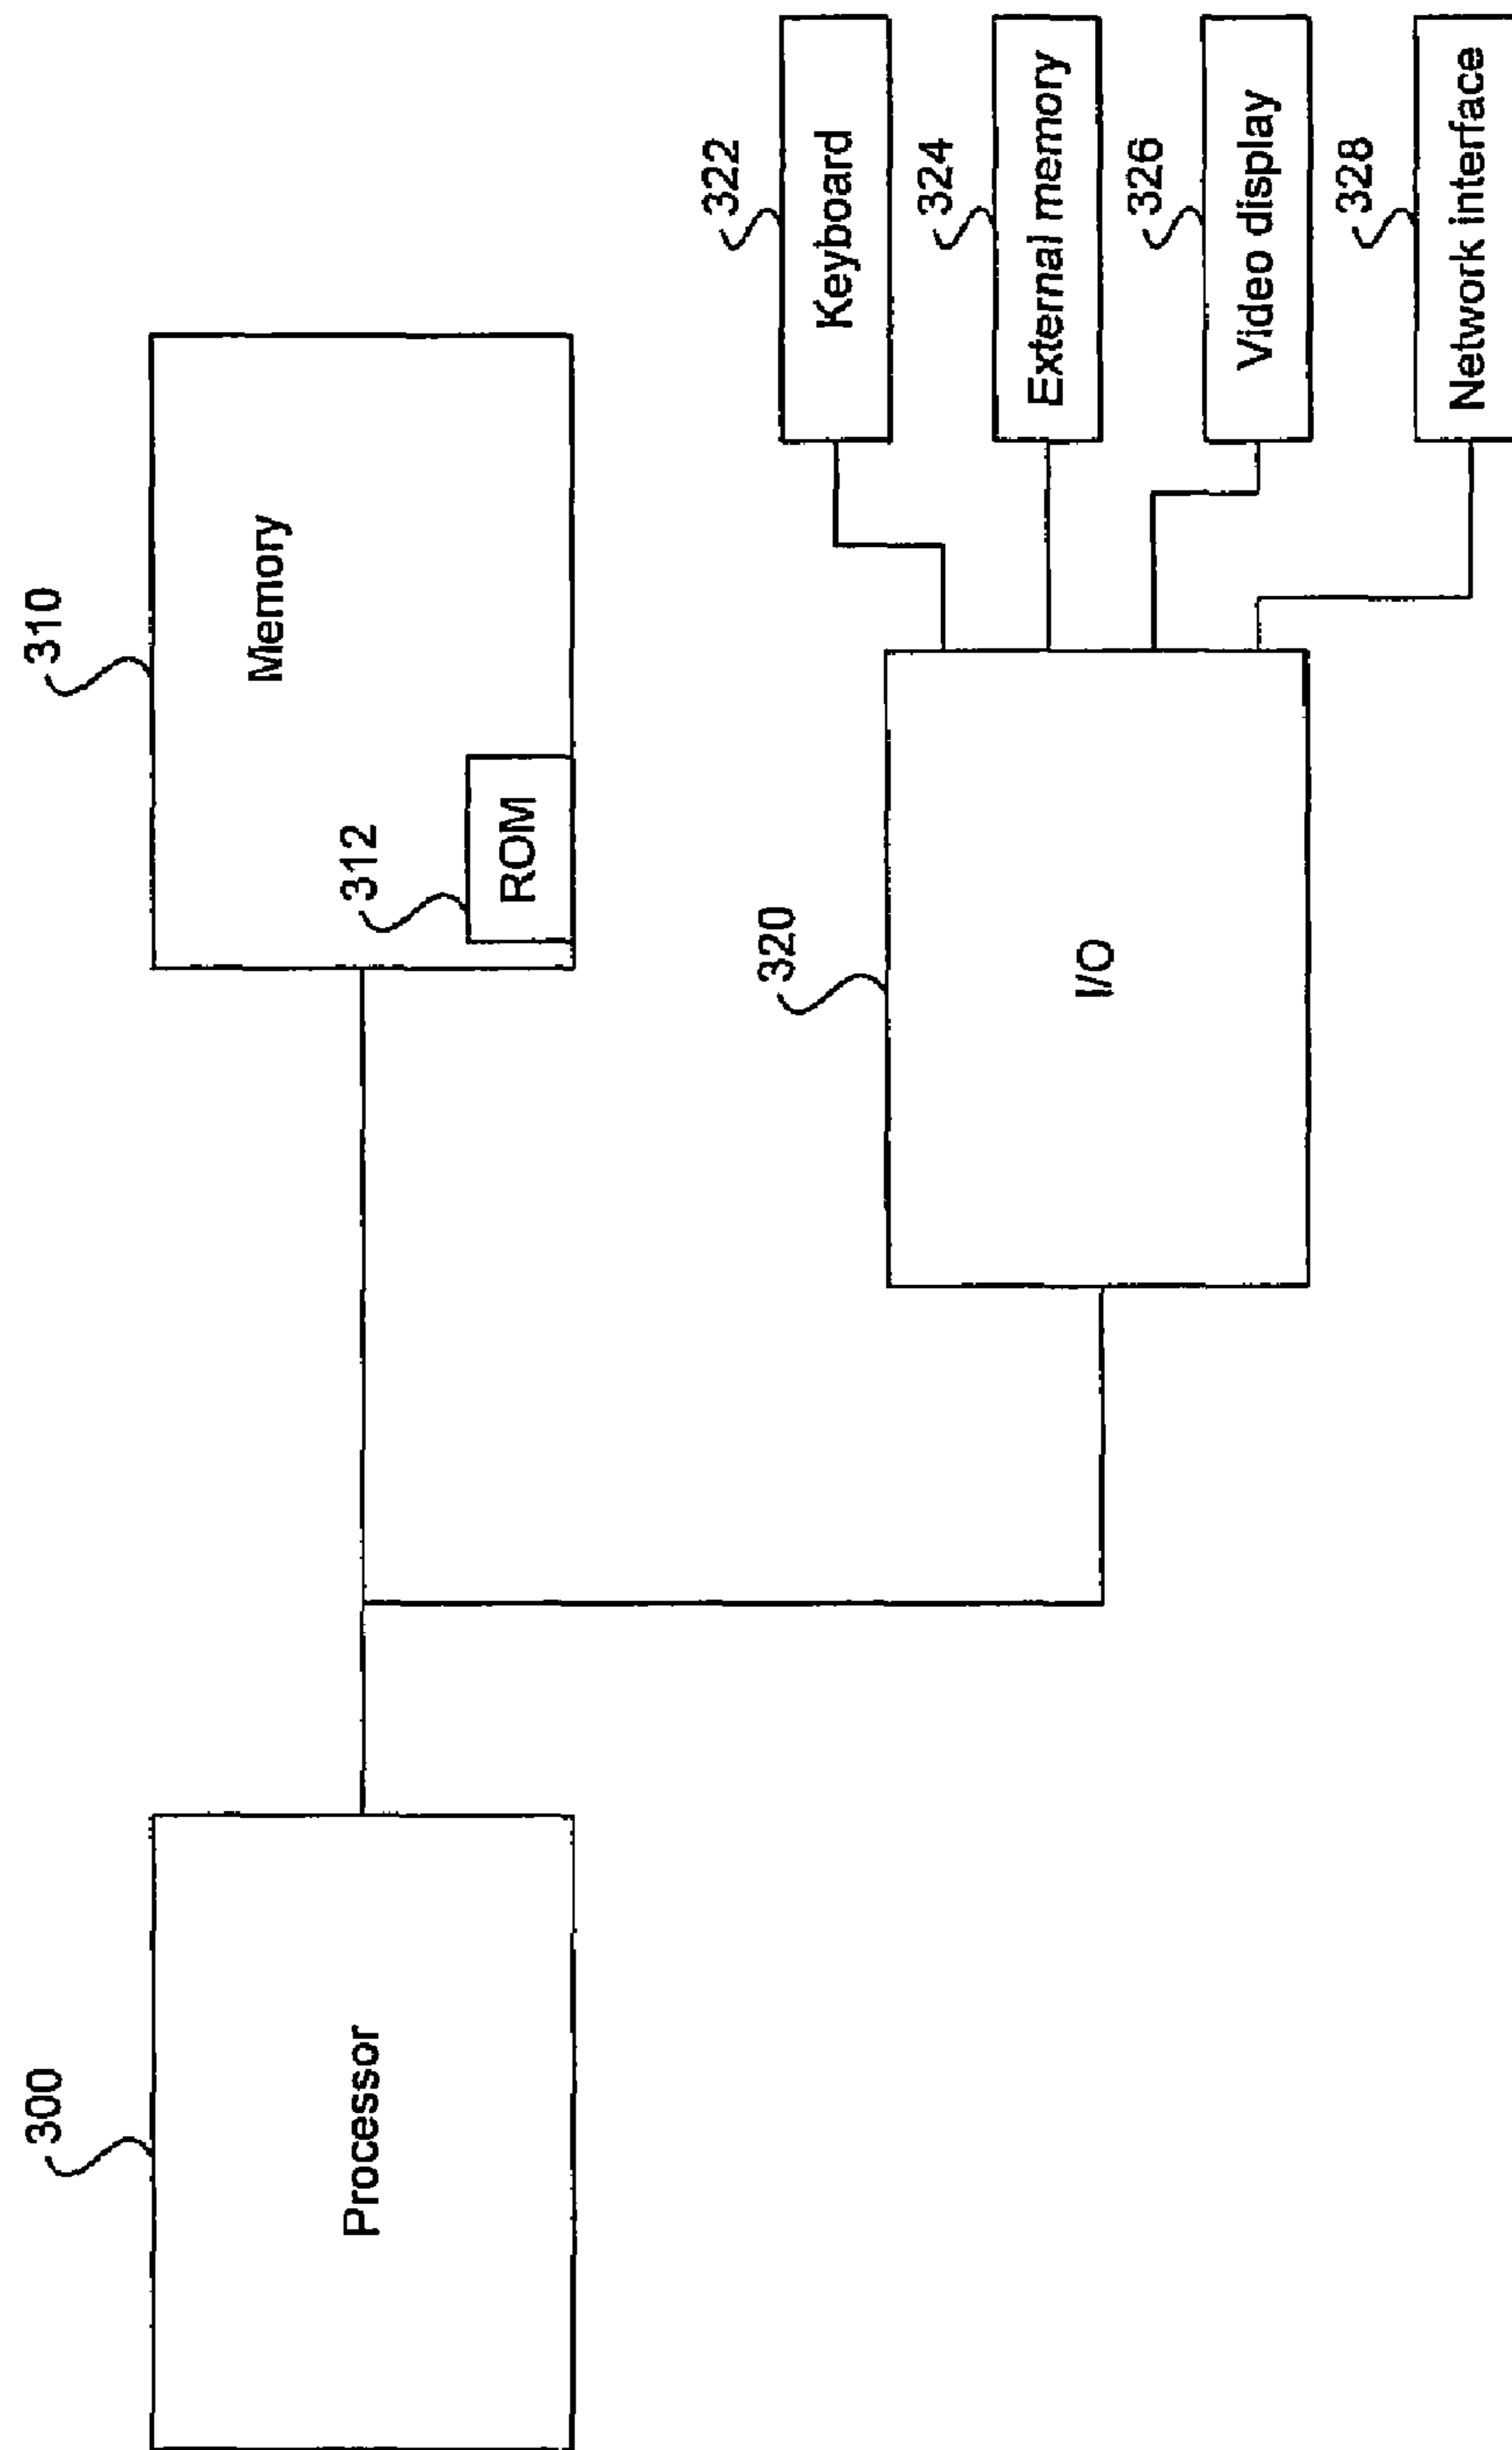 300
Processor
310
Memory
312
ROM
320
I/O
322
Keyboard
324
External memory
326
Video display
328
Network interface